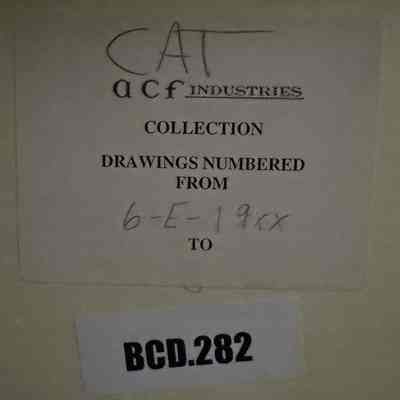 CAT
acf INDUSTRIES
COLLECTION
DRAWINGS NUMBERED
FROM
6-E-19xx
TO
BCD.282